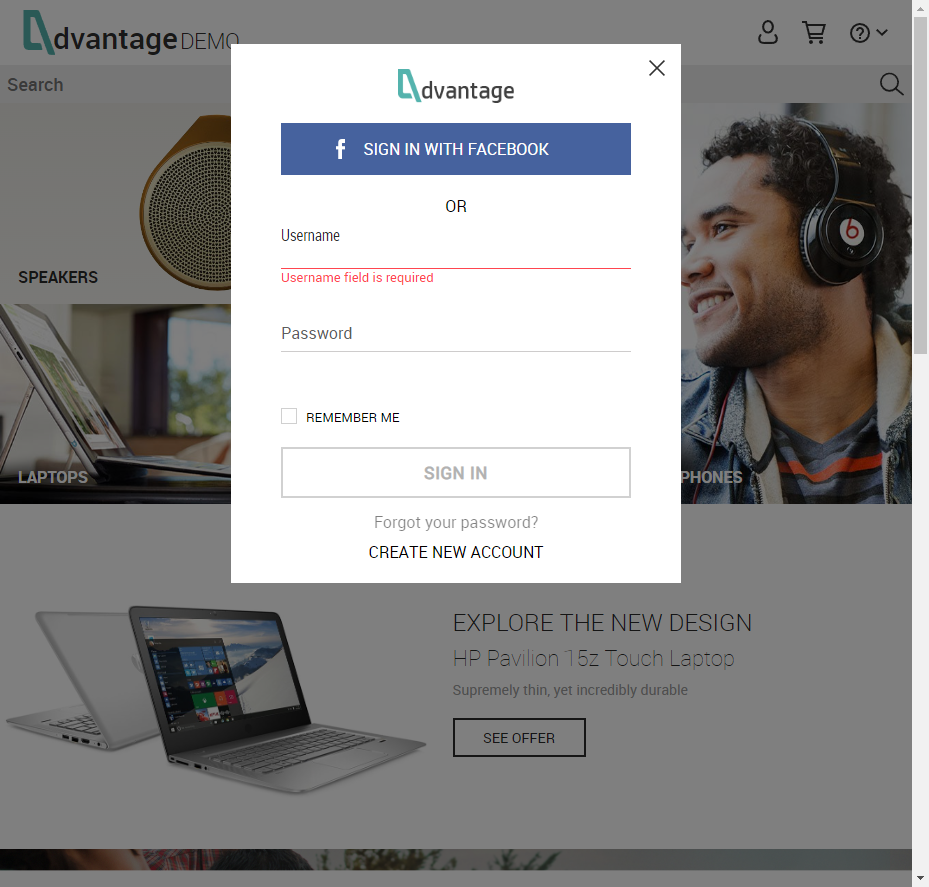 dvantage DEMO
Search
dvantage
SIGN IN WITH FACEBOOK
OR
Username
Username field is required
Password
REMEMBER ME
SIGN IN
Forgot your password?
CREATE NEW ACCOUNT
SPEAKERS
LAPTOPS
PHONES
EXPLORE THE NEW DESIGN
HP Pavilion 15z Touch Laptop
Supremely thin, yet incredibly durable
SEE OFFER